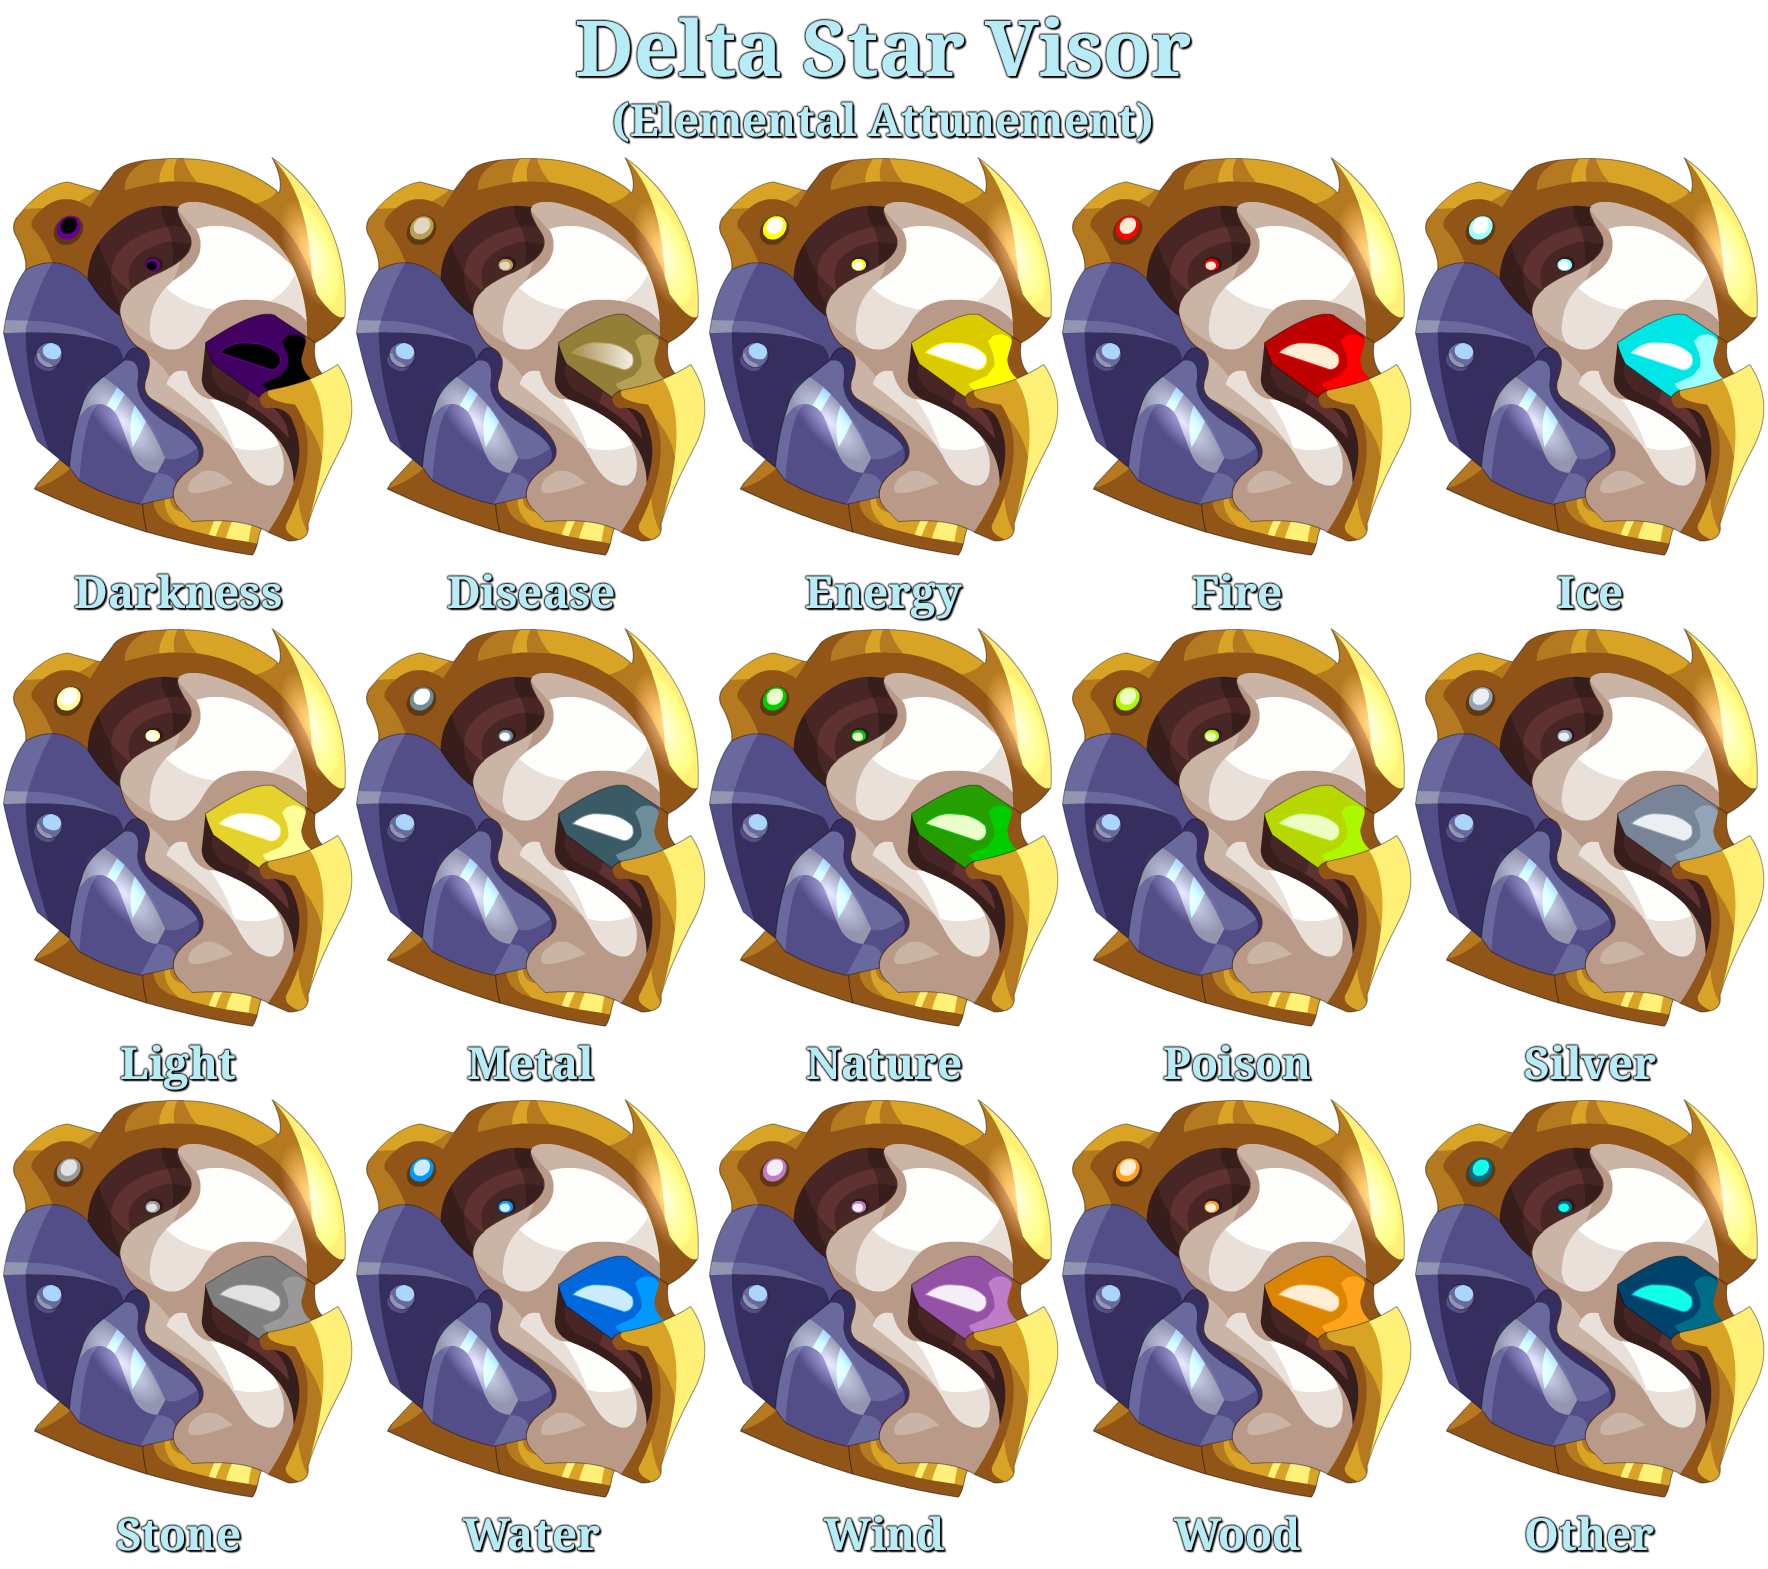 Delta Star Visor
(Elemental Attunement)
Darkness Disease Energy Fire Ice
Light Metal Nature Poison Silver
Stone Water Wind Wood Other